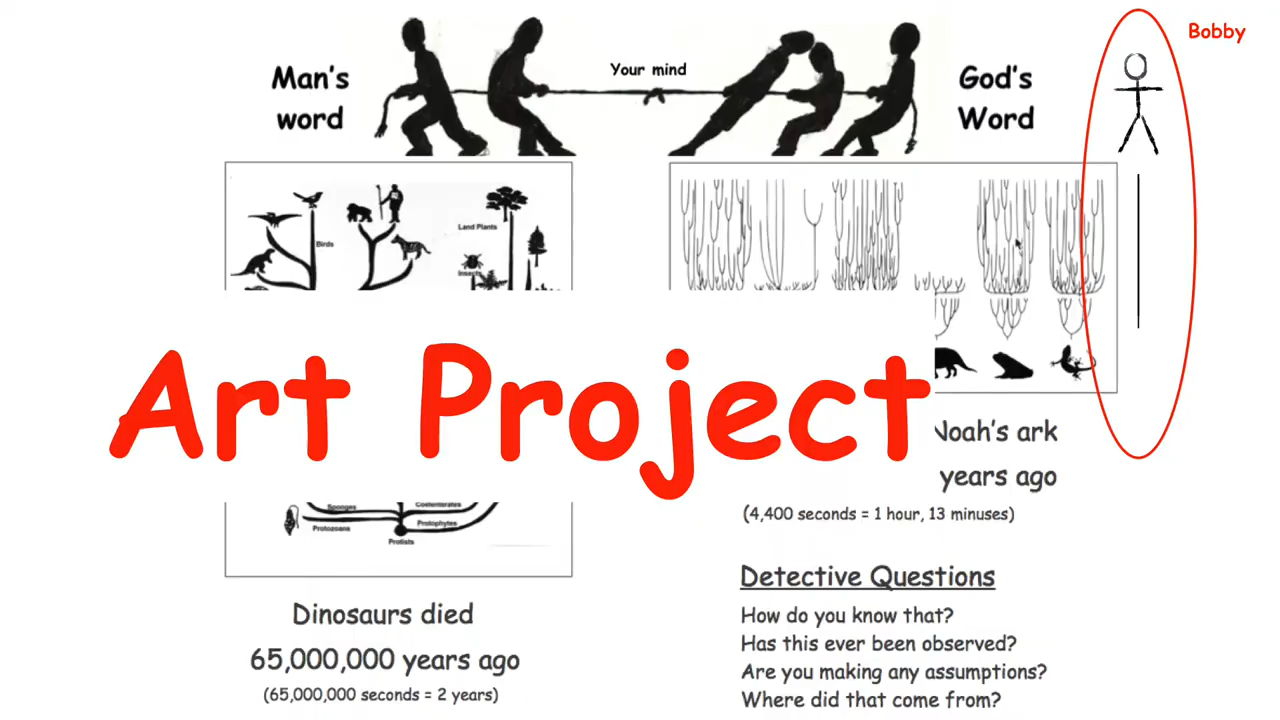 Bobby
Man's
word
Your mind
God's
Word
Birds
Land Plants
Insects
Art Project
Noah's ark
years ago
(4,400 seconds = 1 hour, 13 minuses)
Sponges
Coelenterates
Protozoans
Protophytes
Protists
Detective Questions
How do you know that?
Has this ever been observed?
Are you making any assumptions?
Where did that come from?
Dinosaurs died
65,000,000 years ago
(65,000,000 seconds = 2 years)